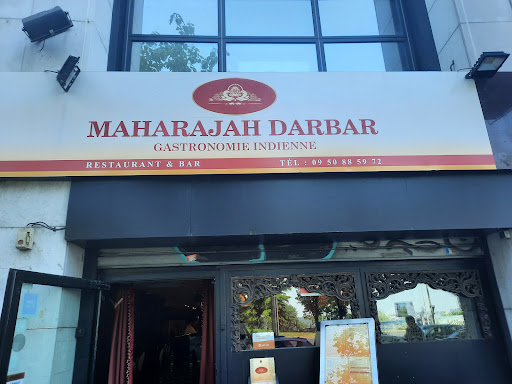 MAHARAJAH DARBAR
GASTRONOMIE INDIENNE
RESTAURANT & BAR TÉL : 09 50 88 59 72